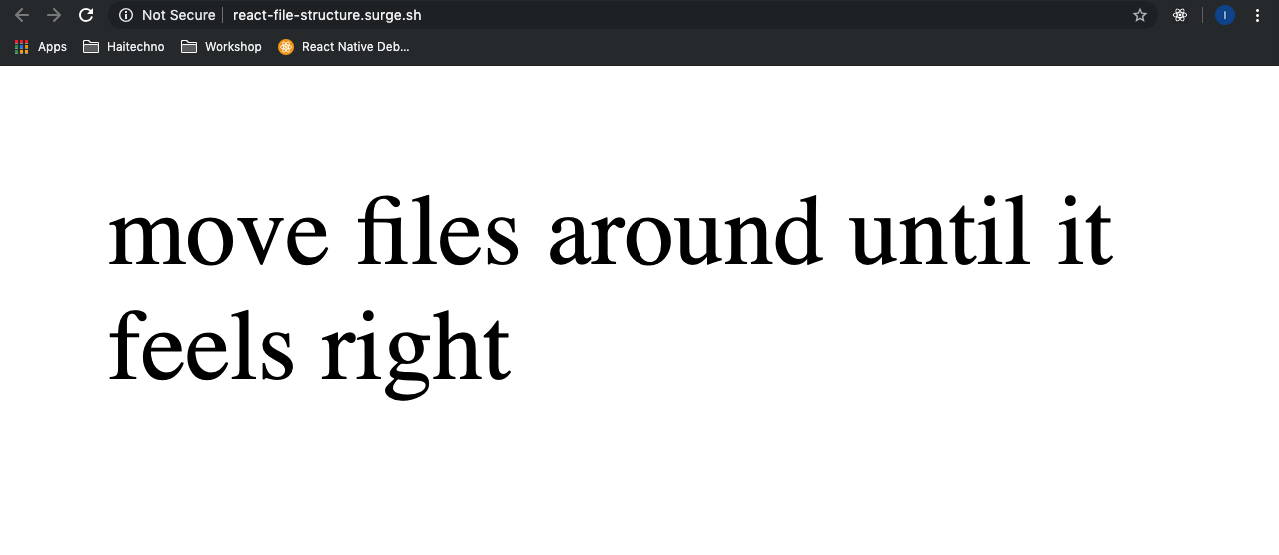 Not Secure react-file-structure.surge.sh I
Apps Haitechno Workshop React Native Deb...
move files around until it
feels right